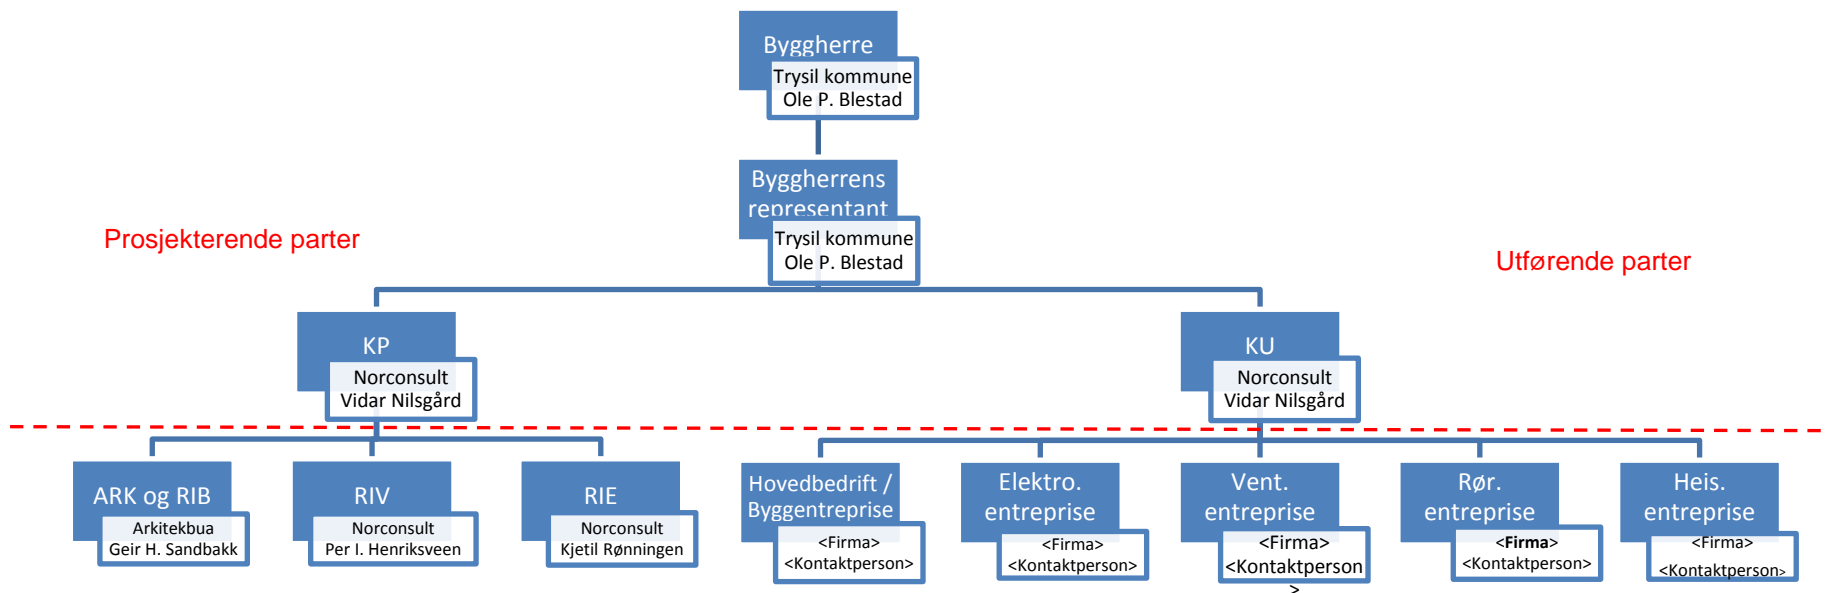 Byggherre
Trysil kommune
Ole P. Blestad
Byggherrens
representant
Trysil kommune
Ole P. Blestad
Prosjekterende parter
Utførende parter
KP
Norconsult
Vidar Nilsgård
KU
Norconsult
Vidar Nilsgård
ARK og RIB
Arkitekbua
Geir H. Sandbakk
RIV
Norconsult
Per I. Henriksveen
RIE
Norconsult
Kjetil Rønningen
Hovedbedrift /
Byggentreprise
<Firma>
<Kontaktperson>
Elektro.
entreprise
<Firma>
<Kontaktperson>
Vent.
entreprise
<Firma>
<Kontaktperson
>
Rør.
entreprise
<Firma>
<Kontaktperson>
Heis.
entreprise
<Firma>
<Kontaktperson>